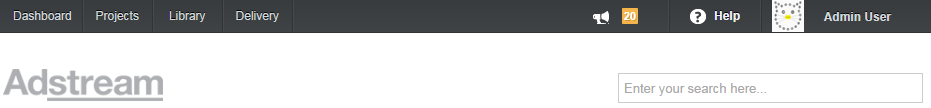 Dashboard Projects Library Delivery 20 Help Admin User
Adstream Enter your search here...